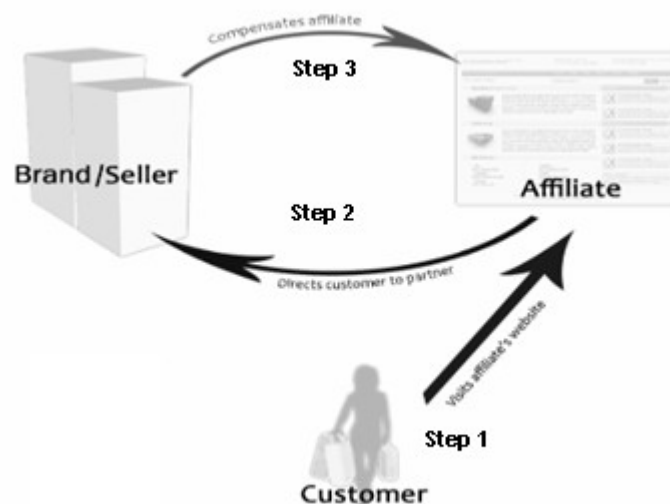 Compensates affiliate
Step 3
Brand/Seller
Affiliate
Step 2
Directs customer to partner
Visits affiliate's website
Step 1
Customer